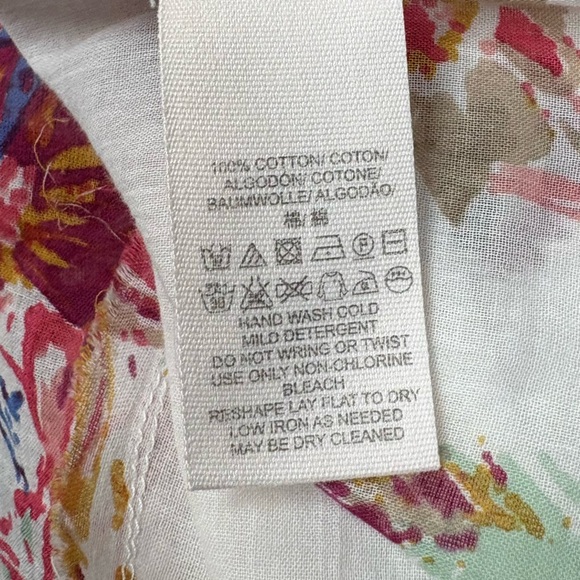 100% COTTON/ COTON/
ALGODÓN/ COTONE/
BAUMWOLLE/ ALGODÃO/
棉/ 綿
HAND WASH COLD
MILD DETERGENT
DO NOT WRING OR TWIST
USE ONLY NON-CHLORINE
BLEACH
RESHAPE LAY FLAT TO DRY
LOW IRON AS NEEDED
MAY BE DRY CLEANED